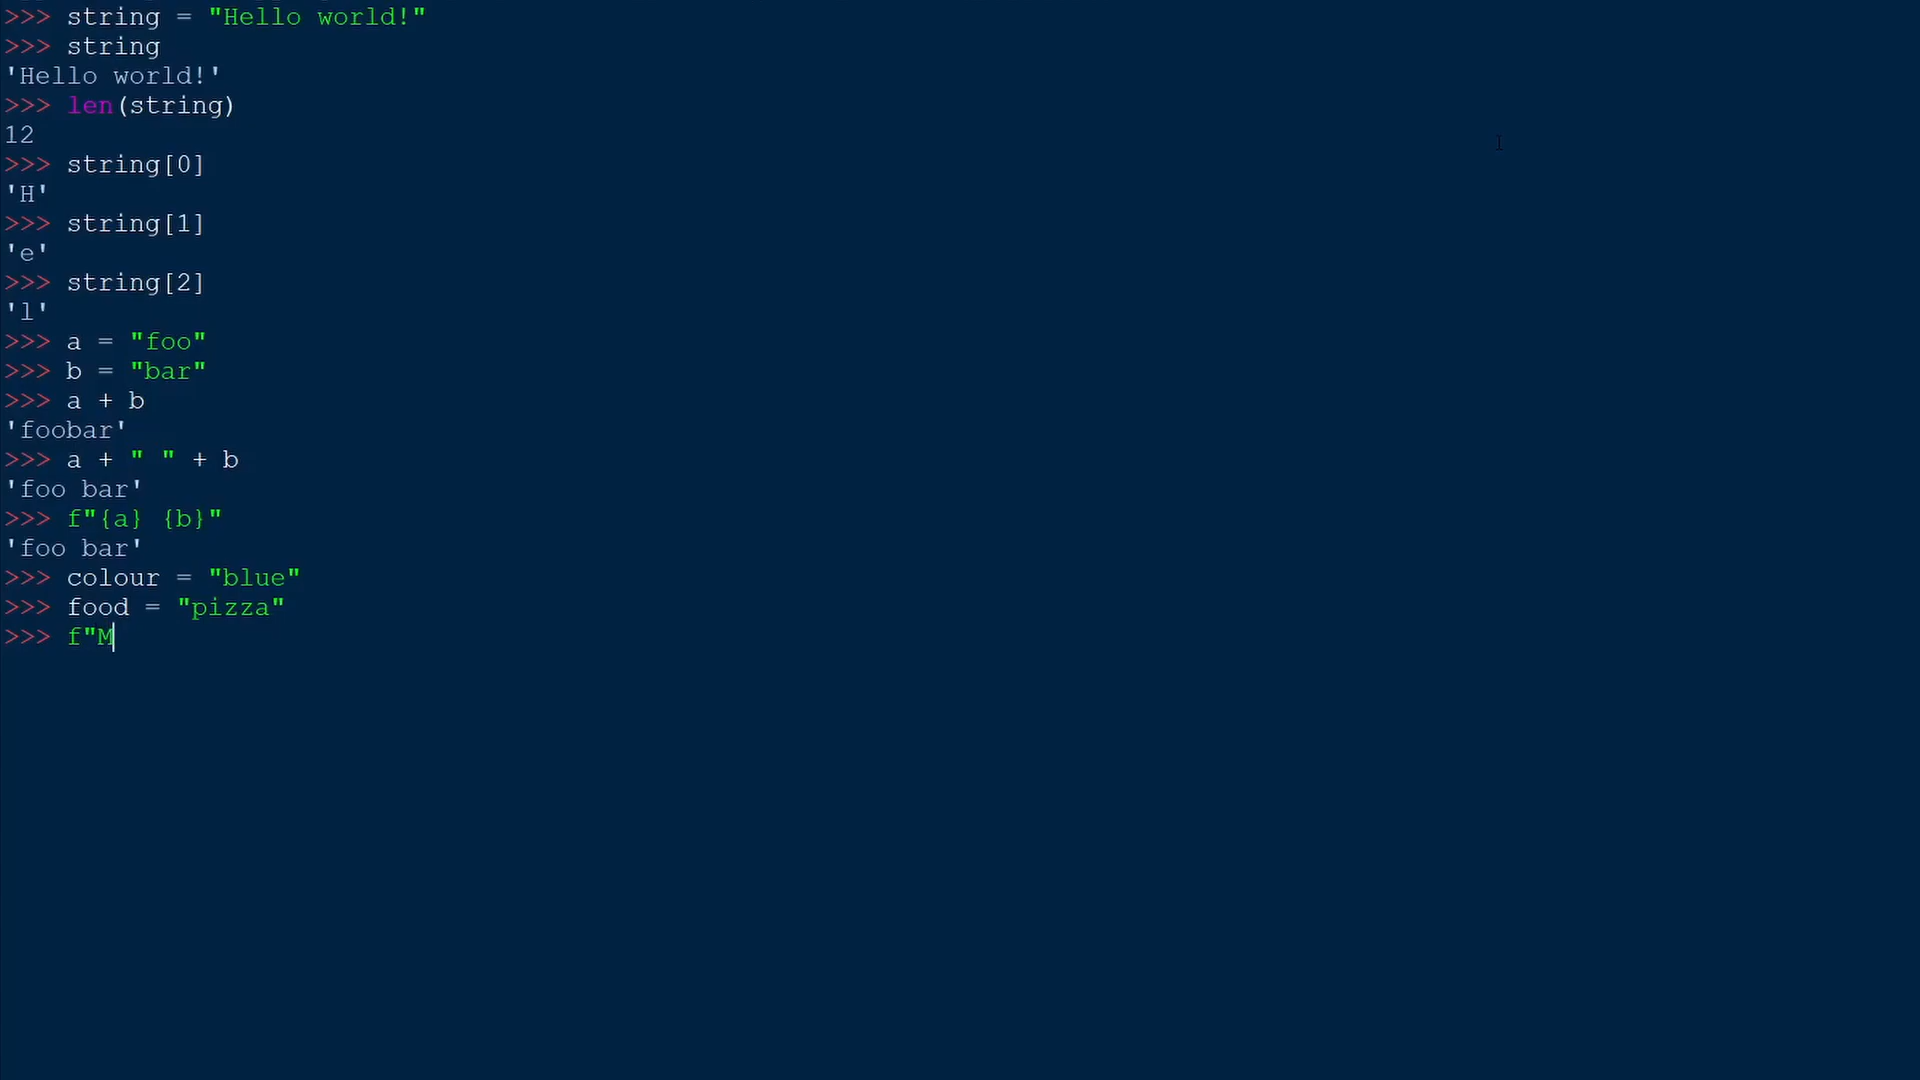 >>> string = "Hello world!"
>>> string
'Hello world!'
>>> len(string)
12
>>> string[0]
'H'
>>> string[1]
'e'
>>> string[2]
'l'
>>> a = "foo"
>>> b = "bar"
>>> a + b
'foobar'
>>> a + " " + b
'foo bar'
>>> f"{a} {b}"
'foo bar'
>>> colour = "blue"
>>> food = "pizza"
>>> f"M